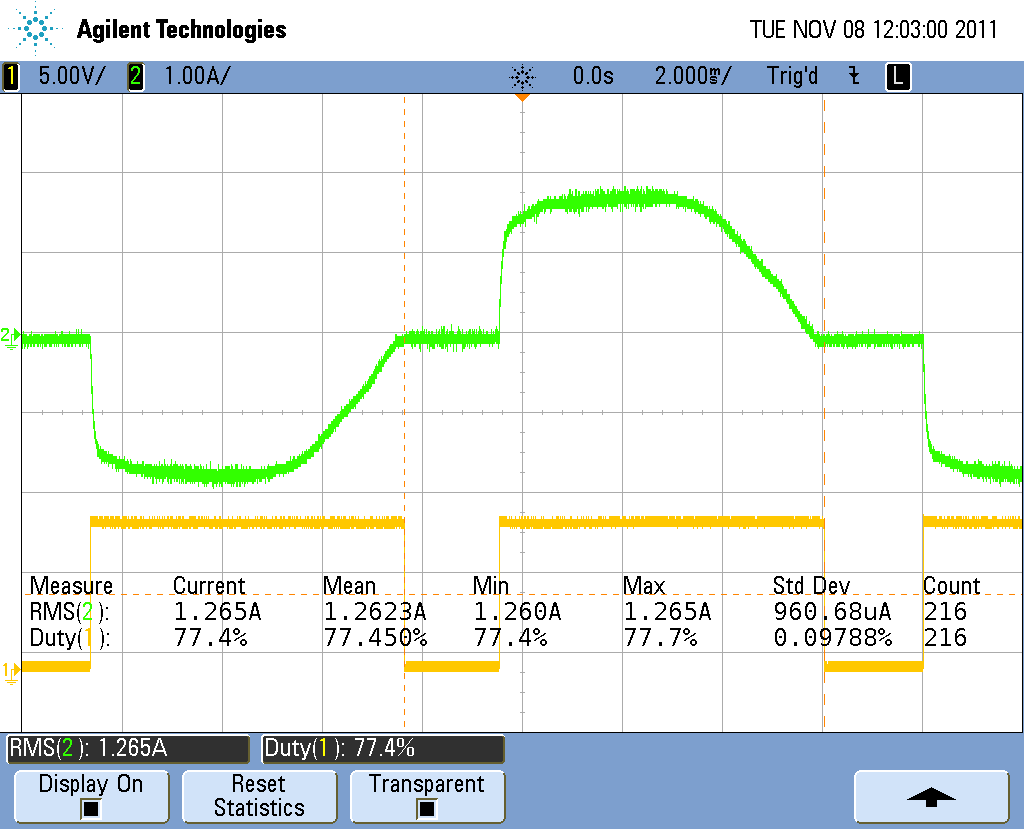 Agilent Technologies TUE NOV 08 12:03:00 2011
1 5.00V/ 2 1.00A/ 0.0s 2.000ms/ Trig'd L
2
Measure Current Mean Min Max Std Dev Count
RMS(2): 1.265A 1.2623A 1.260A 1.265A 960.68uA 216
Duty(1): 77.4% 77.450% 77.4% 77.7% 0.09788% 216
1
RMS(2): 1.265A Duty(1): 77.4%
Display On Reset Statistics Transparent